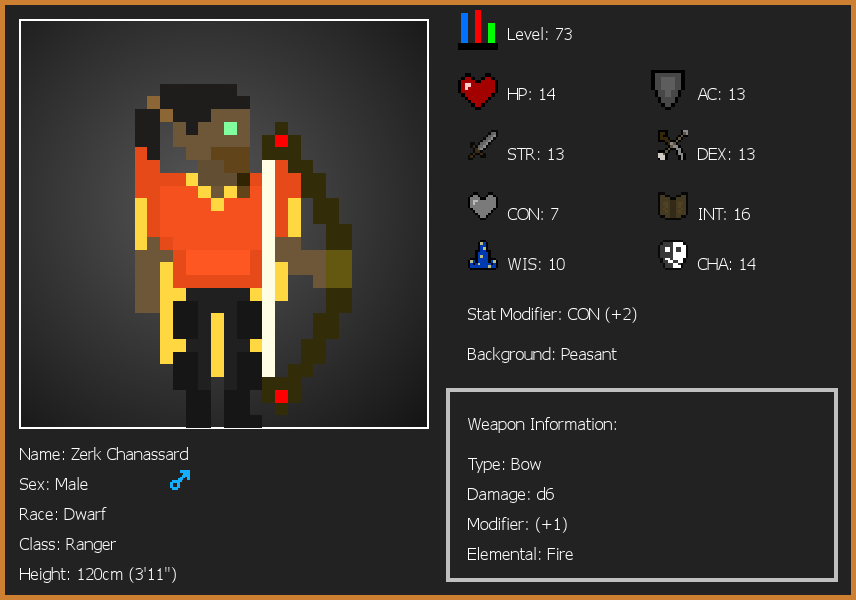 Level: 73
HP: 14
AC: 13
STR: 13
DEX: 13
CON: 7
INT: 16
WIS: 10
CHA: 14
Stat Modifier: CON (+2)
Background: Peasant
Weapon Information:
Type: Bow
Damage: d6
Modifier: (+1)
Elemental: Fire
Name: Zerk Chanassard
Sex: Male
Race: Dwarf
Class: Ranger
Height: 120cm (3'11")